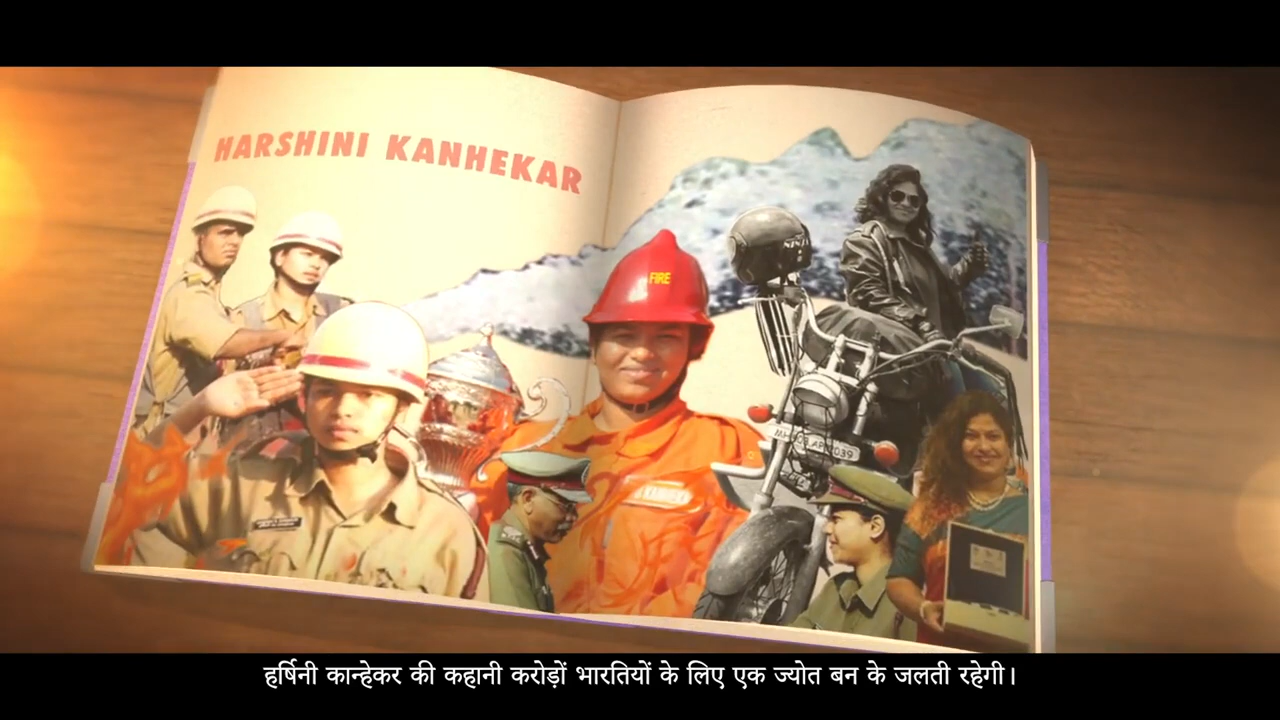 HARSHINI KANHEKAR
FIRE
हर्षिनी कान्हेकर की कहानी करोड़ों भारतियों के लिए एक ज्योत बन के जलती रहेगी।